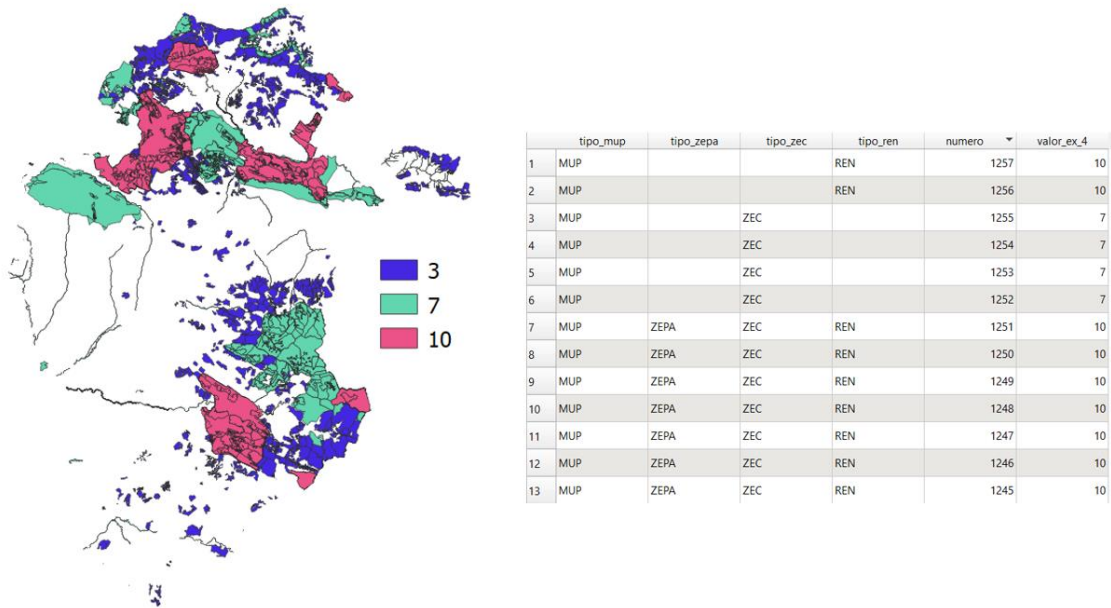 3
7
10
tipo_mup tipo_zepa tipo_zec tipo_ren numero valor_ex_4
1 MUP REN 1257 10
2 MUP REN 1256 10
3 MUP ZEC 1255 7
4 MUP ZEC 1254 7
5 MUP ZEC 1253 7
6 MUP ZEC 1252 7
7 MUP ZEPA ZEC REN 1251 10
8 MUP ZEPA ZEC REN 1250 10
9 MUP ZEPA ZEC REN 1249 10
10 MUP ZEPA ZEC REN 1248 10
11 MUP ZEPA ZEC REN 1247 10
12 MUP ZEPA ZEC REN 1246 10
13 MUP ZEPA ZEC REN 1245 10